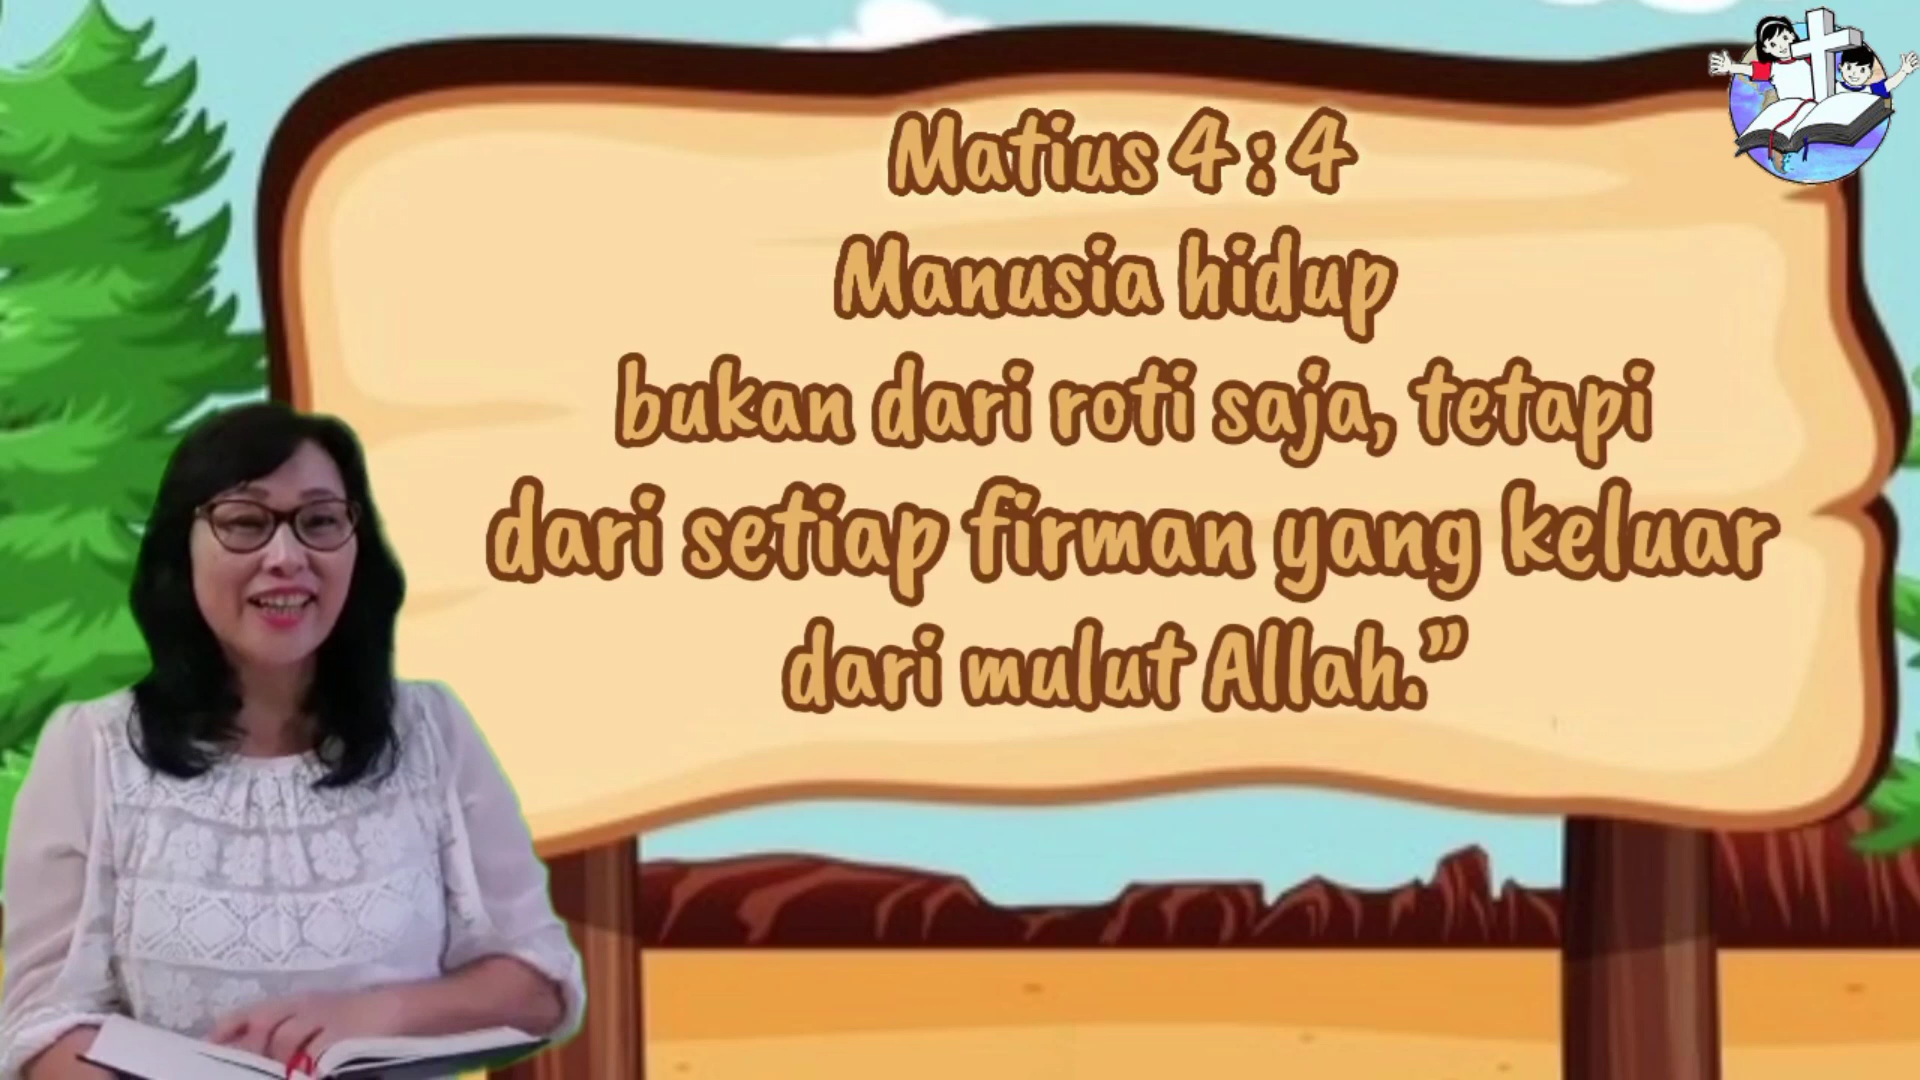 Matius 4 : 4
Manusia hidup
bukan dari roti saja, tetapi
dari setiap firman yang keluar
dari mulut Allah.”